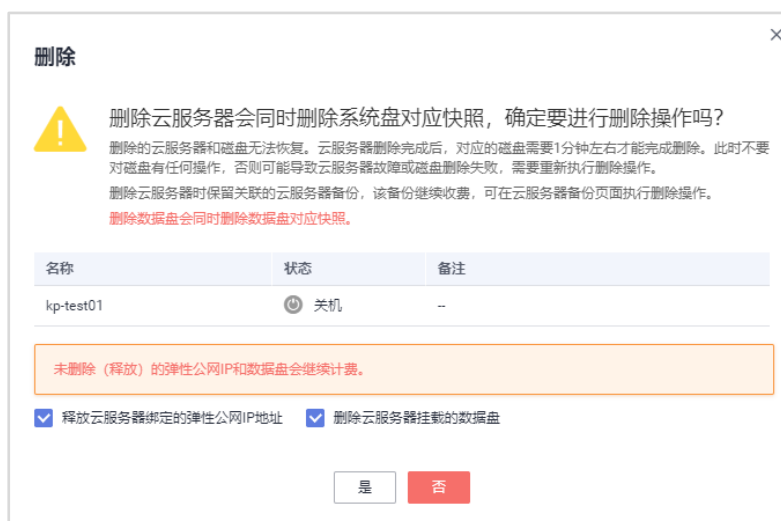 删除
删除云服务器会同时删除系统盘对应快照，确定要进行删除操作吗？
删除的云服务器和磁盘无法恢复。云服务器删除完成后，对应的磁盘需要1分钟左右才能完成删除。此时不要
对磁盘有任何操作，否则可能导致云服务器故障或磁盘删除失败，需要重新执行删除操作。
删除云服务器时保留关联的云服务器备份，该备份继续收费，可在云服务器备份页面执行删除操作。
删除数据盘会同时删除数据盘对应快照。
名称 状态 备注
kp-test01 关机 --
未删除（释放）的弹性公网IP和数据盘会继续计费。
释放云服务器绑定的弹性公网IP地址 删除云服务器挂载的数据盘
是 否